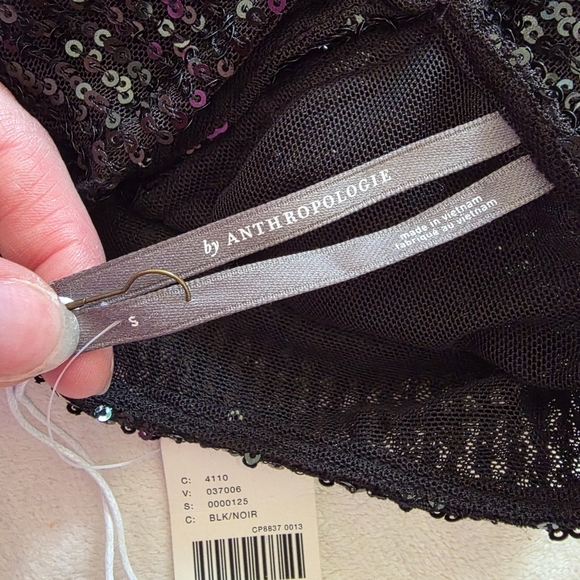 by ANTHROPOLOGIE
made in vietnam
fabriqué au vietnam
S
C: 4110
V: 037006
S: 0000125
C: BLK/NOIR
CP8837 0013